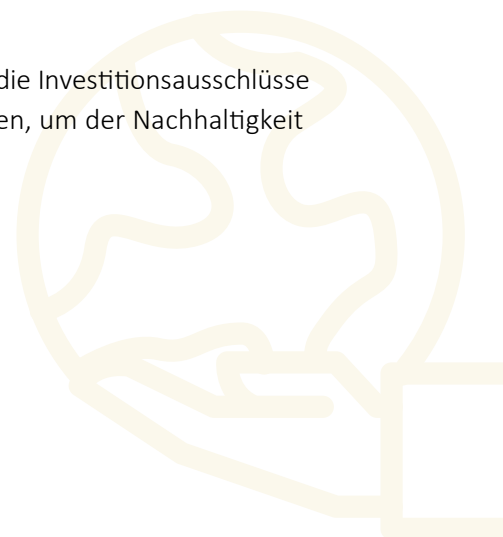 die Investitionsausschlüsse
en, um der Nachhaltigkeit